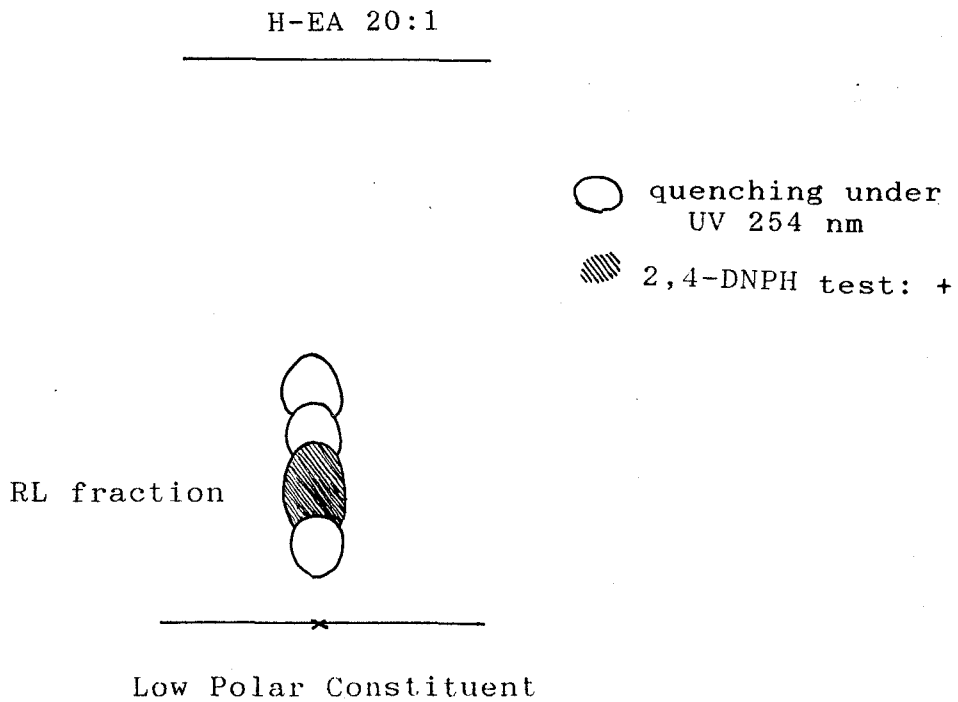 H-EA 20:1
quenching under
UV 254 nm
2,4-DNPH test: +
RL fraction
Low Polar Constituent